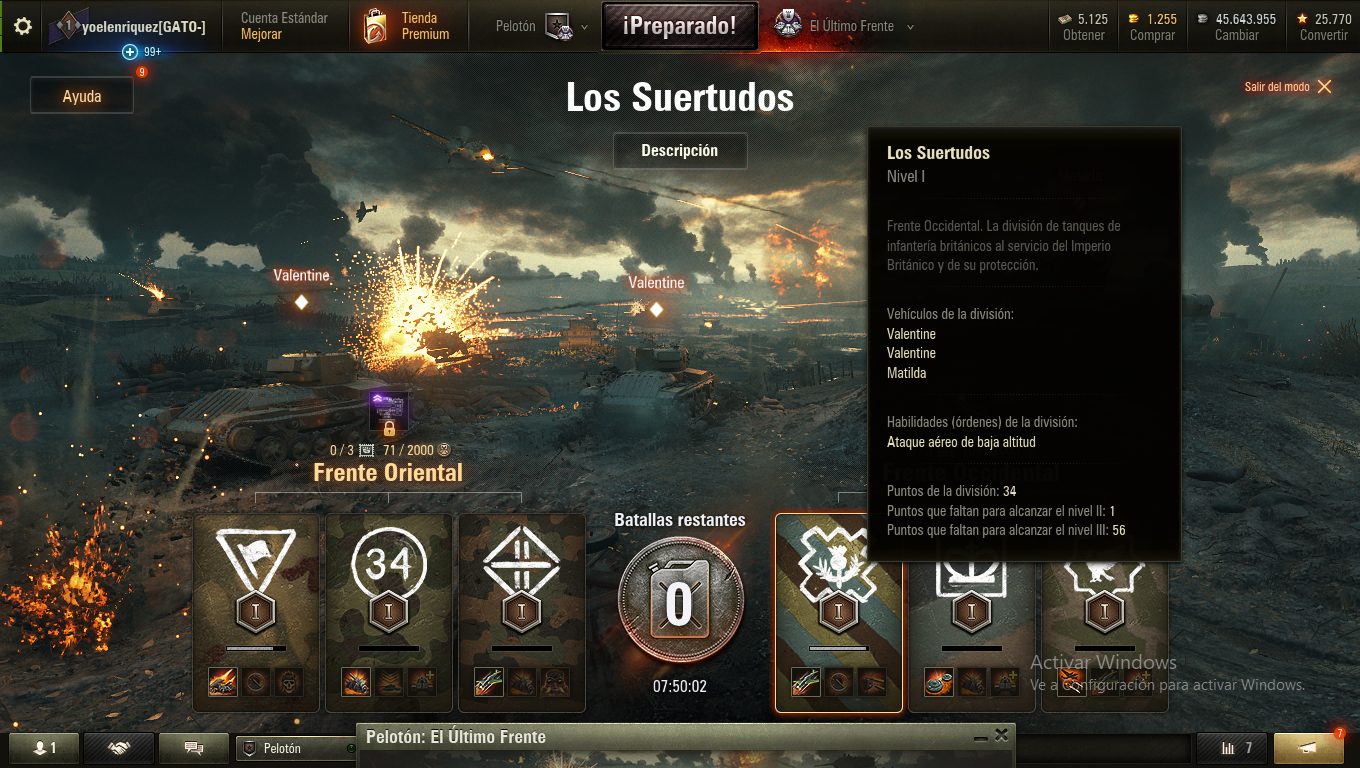 yoelenriquez[GATO-]
99+
Cuenta Estándar
Mejorar
Tienda
Premium
Pelotón
¡Preparado!
El Último Frente
5.125
Obtener
1.255
Comprar
45.643.955
Cambiar
25.770
Convertir
9
Ayuda
Los Suertudos
Salir del modo
Descripción
Los Suertudos
Nivel I
Frente Occidental. La división de tanques de
infantería británicos al servicio del Imperio
Británico y de su protección.
Vehículos de la división:
Valentine
Valentine
Matilda
Habilidades (órdenes) de la división:
Ataque aéreo de baja altitud
Puntos de la división: 34
Puntos que faltan para alcanzar el nivel II: 1
Puntos que faltan para alcanzar el nivel III: 56
Valentine
Valentine
0 / 3 71 / 2000
Frente Oriental
Batallas restantes
34
0
I
I
I
I
I
I
07:50:02
Activar Windows
Ve a Configuración para activar Windows.
1
Pelotón
Pelotón: El Último Frente
7
7